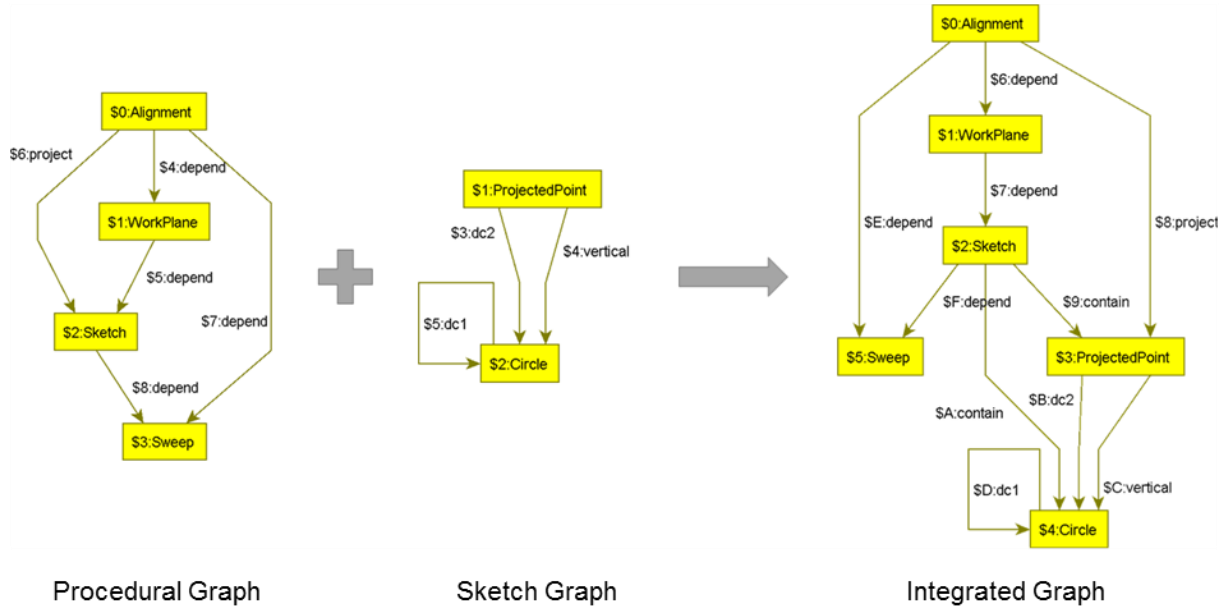 $0:Alignment
$6:project
$4:depend
$1:WorkPlane
$5:depend
$2:Sketch
$7:depend
$8:depend
$3:Sweep
Procedural Graph
$1:ProjectedPoint
$3:dc2
$4:vertical
$5:dc1
$2:Circle
Sketch Graph
$0:Alignment
$6:depend
$1:WorkPlane
$7:depend
$E:depend
$8:project
$2:Sketch
$F:depend
$9:contain
$5:Sweep
$3:ProjectedPoint
$B:dc2
$A:contain
$D:dc1
$C:vertical
$4:Circle
Integrated Graph